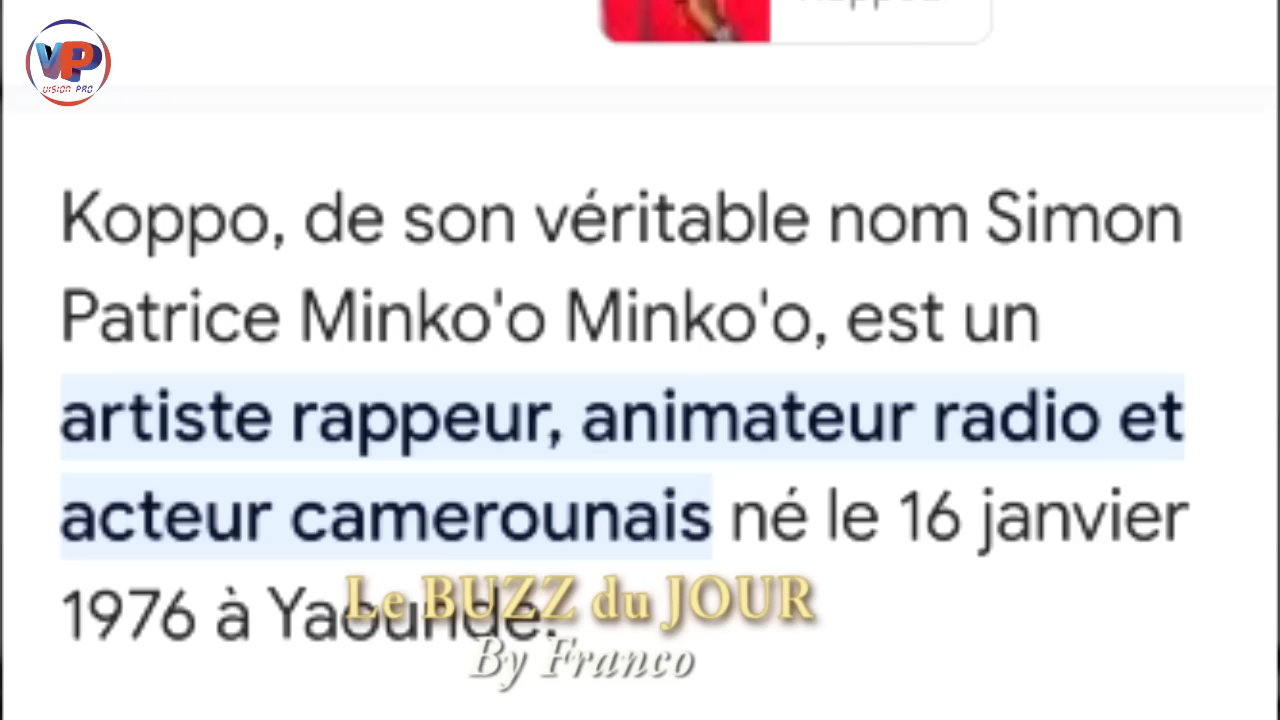 VP
VISION PRO
Koppo, de son véritable nom Simon
Patrice Minko'o Minko'o, est un
artiste rappeur, animateur radio et
acteur camerounais né le 16 janvier
1976 à Yaoundé.
Le BUZZ du JOUR
By Franco